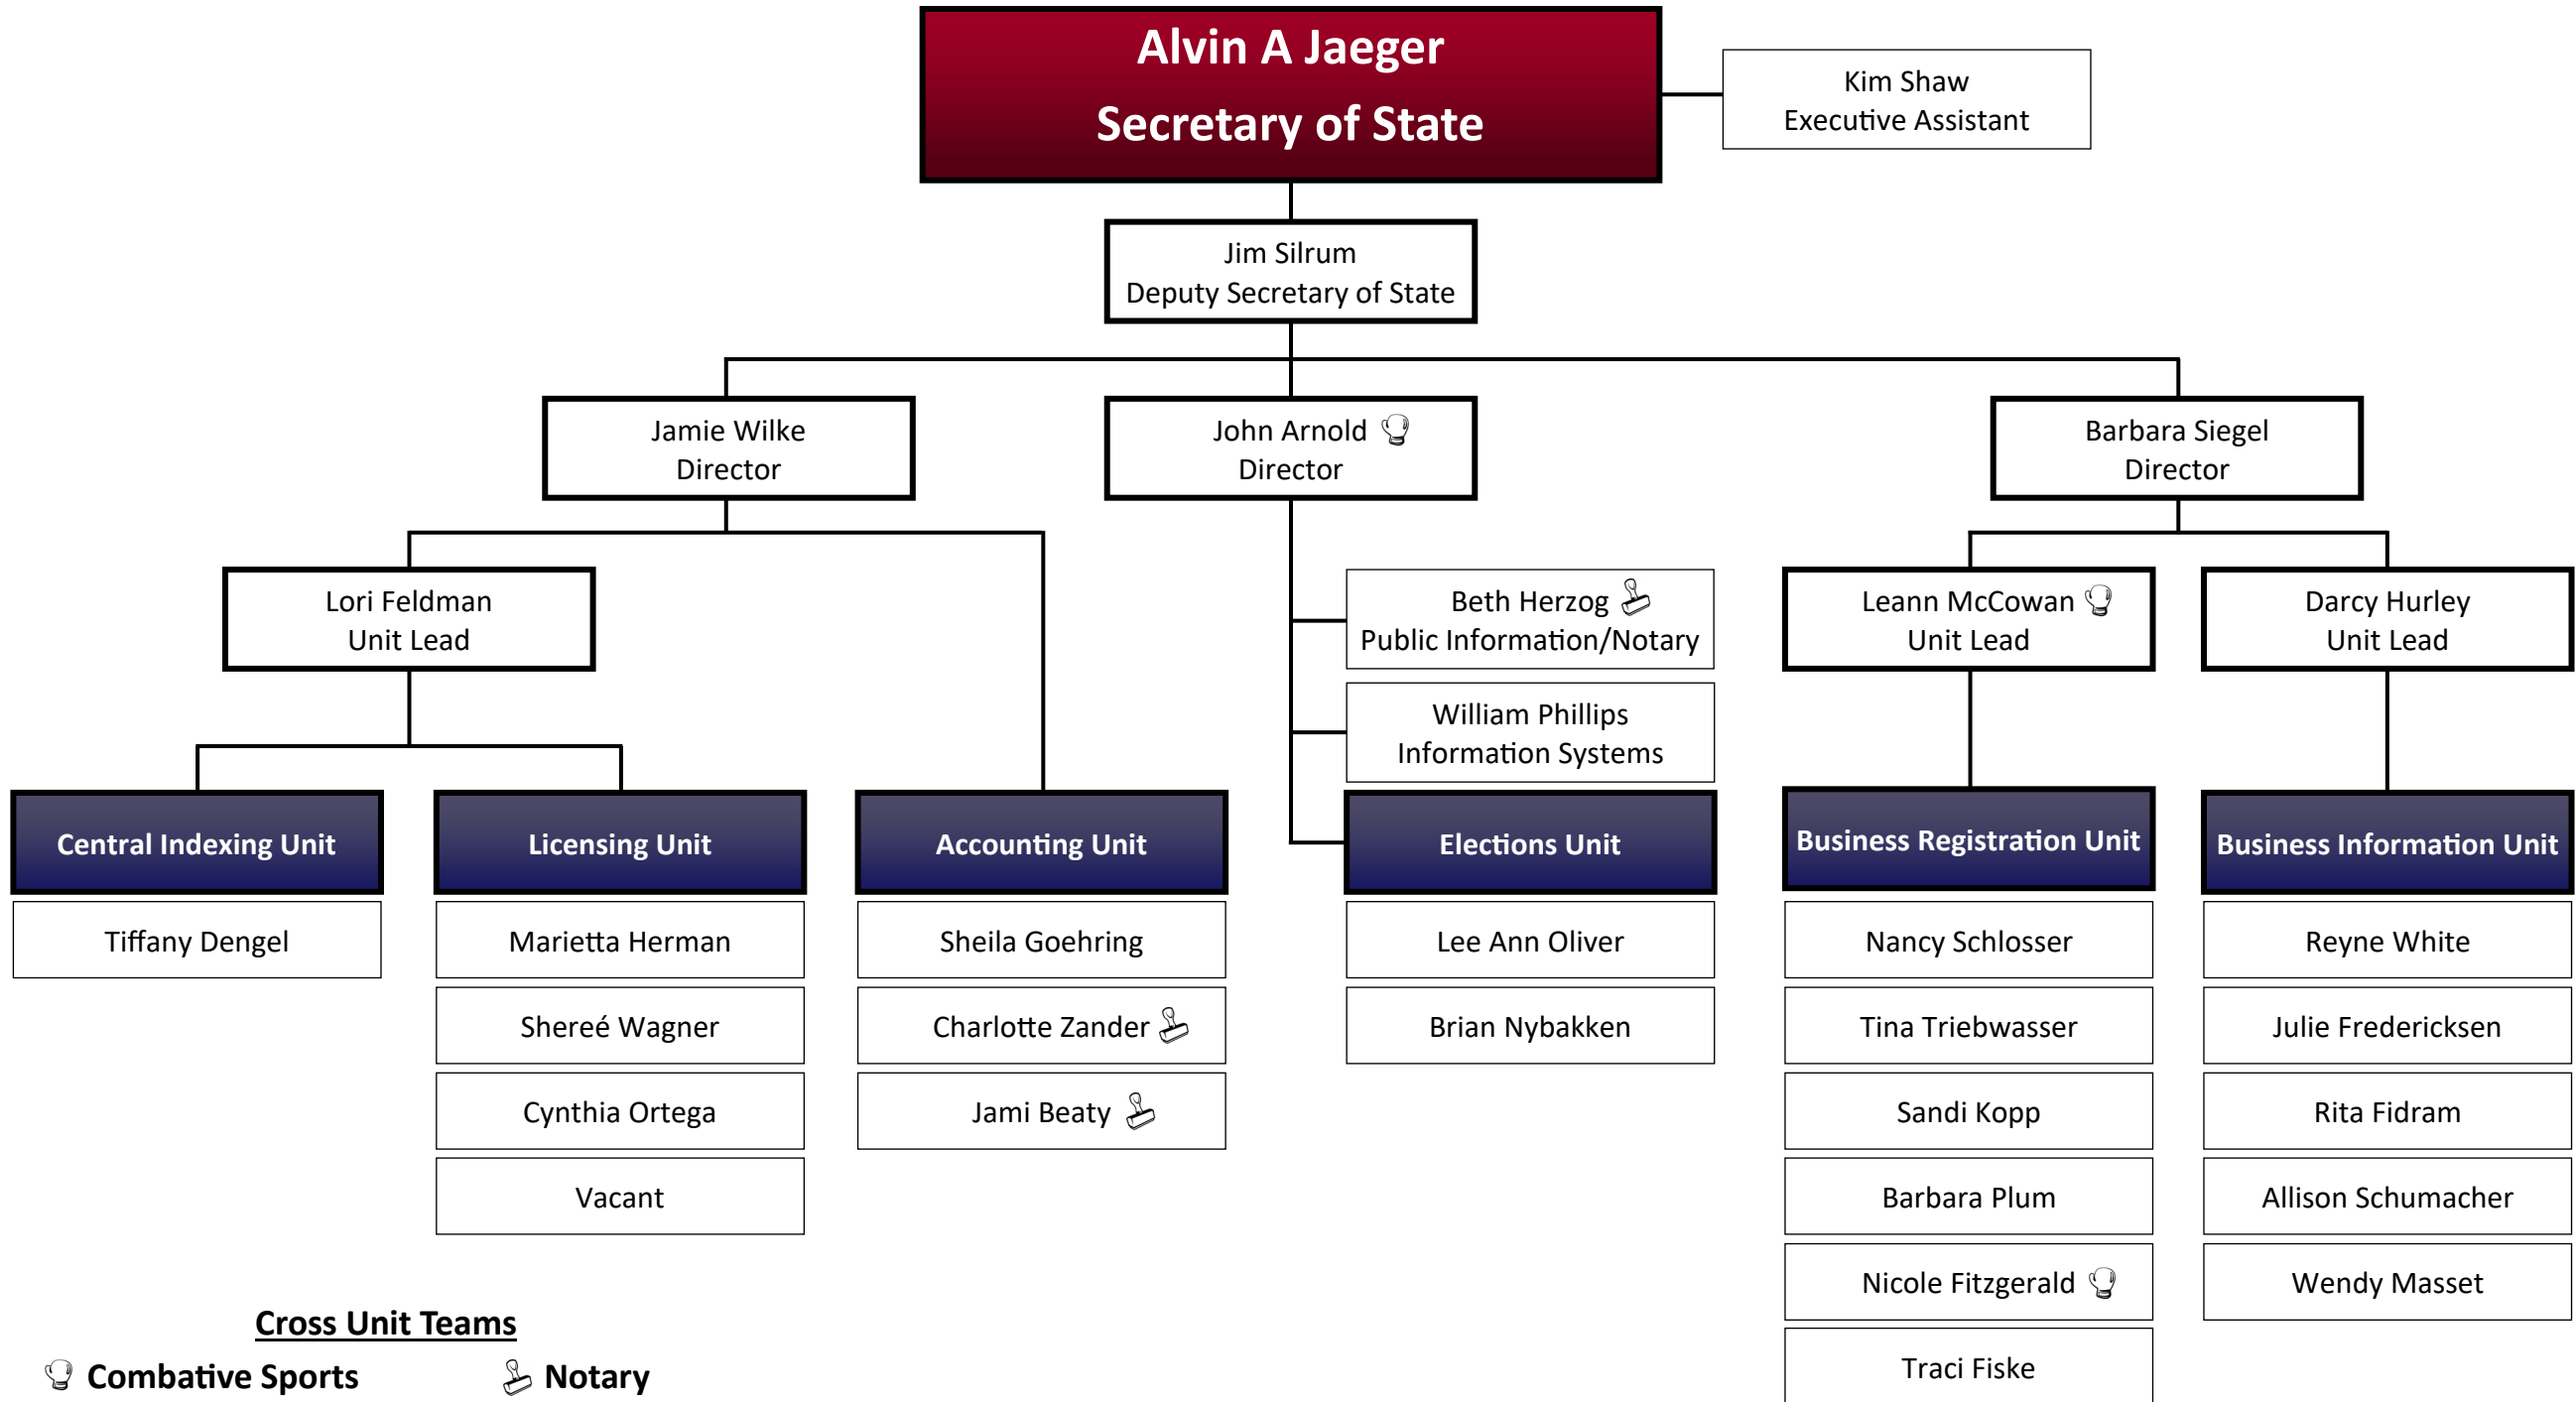 Alvin A Jaeger
Secretary of State
Kim Shaw
Executive Assistant
Jim Silrum
Deputy Secretary of State
Jamie Wilke
Director
John Arnold
Director
Barbara Siegel
Director
Lori Feldman
Unit Lead
Beth Herzog
Public Information/Notary
William Phillips
Information Systems
Leann McCowan
Unit Lead
Darcy Hurley
Unit Lead
Central Indexing Unit
Tiffany Dengel
Licensing Unit
Marietta Herman
Shereé Wagner
Cynthia Ortega
Vacant
Accounting Unit
Sheila Goehring
Charlotte Zander
Jami Beaty
Elections Unit
Lee Ann Oliver
Brian Nybakken
Business Registration Unit
Nancy Schlosser
Tina Triebwasser
Sandi Kopp
Barbara Plum
Nicole Fitzgerald
Traci Fiske
Business Information Unit
Reyne White
Julie Fredericksen
Rita Fidram
Allison Schumacher
Wendy Masset
Cross Unit Teams
Combative Sports
Notary